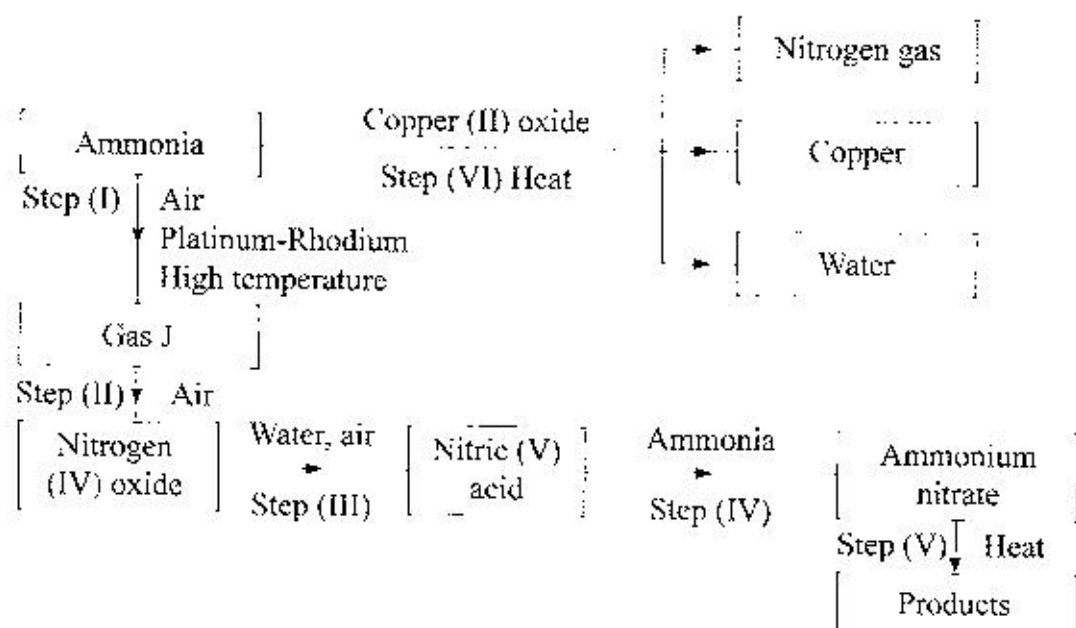 Nitrogen gas
Copper (II) oxide
Ammonia
Copper
Step (VI) Heat
Step (I)
Air
Platinum-Rhodium
High temperature
Water
Gas J
Step (II)
Air
Nitrogen
(IV) oxide
Water, air
Step (III)
Nitric (V)
acid
Ammonia
Step (IV)
Ammonium
nitrate
Step (V)
Heat
Products